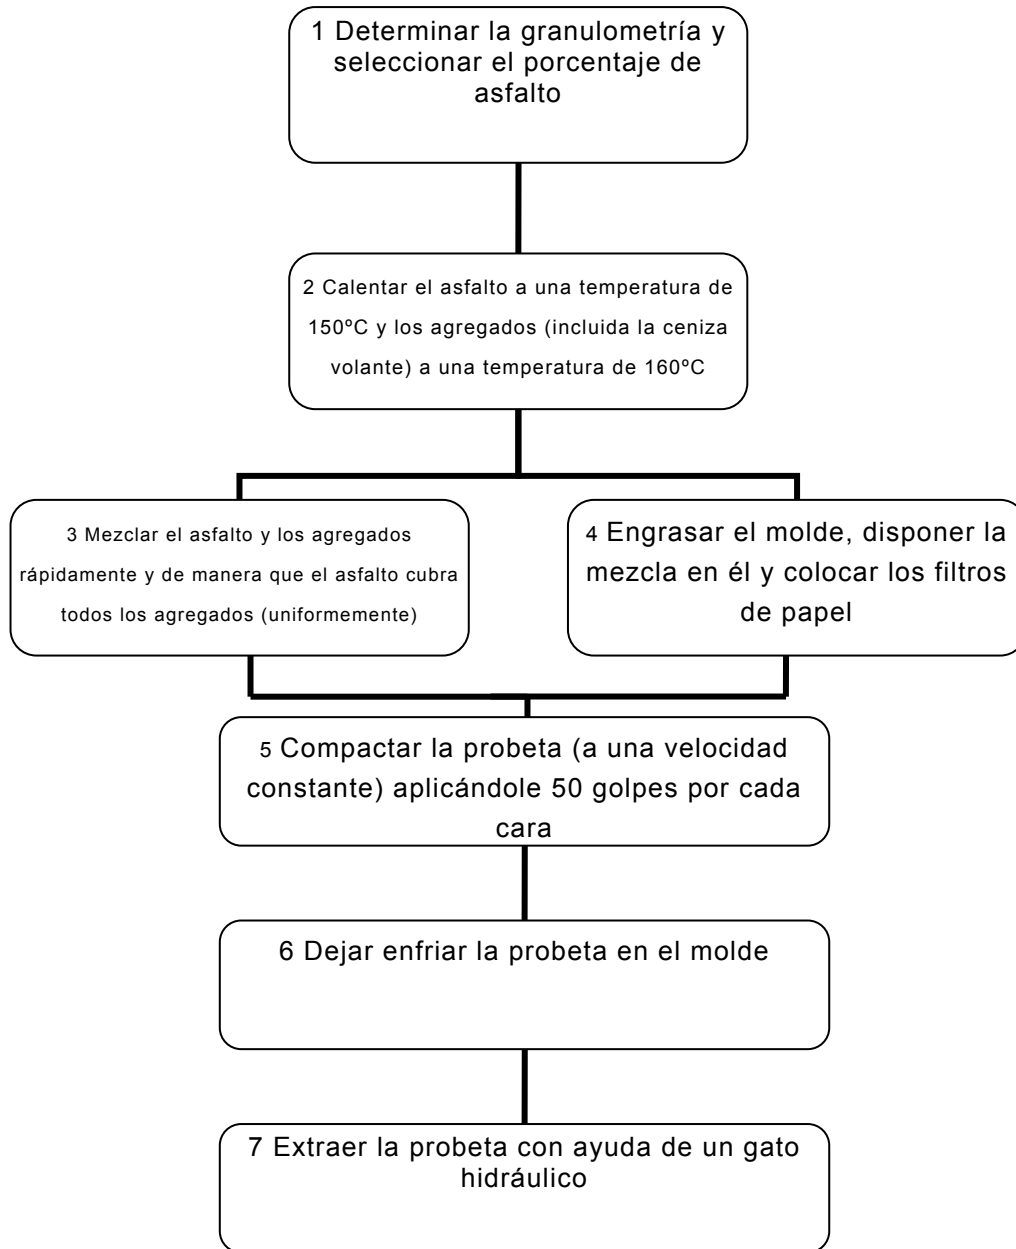 1 Determinar la granulometría y
seleccionar el porcentaje de
asfalto
2 Calentar el asfalto a una temperatura de
150ºC y los agregados (incluida la ceniza
volante) a una temperatura de 160ºC
3 Mezclar el asfalto y los agregados
rápidamente y de manera que el asfalto cubra
todos los agregados (uniformemente)
4 Engrasar el molde, disponer la
mezcla en él y colocar los filtros
de papel
5 Compactar la probeta (a una velocidad
constante) aplicándole 50 golpes por cada
cara
6 Dejar enfriar la probeta en el molde
7 Extraer la probeta con ayuda de un gato
hidráulico